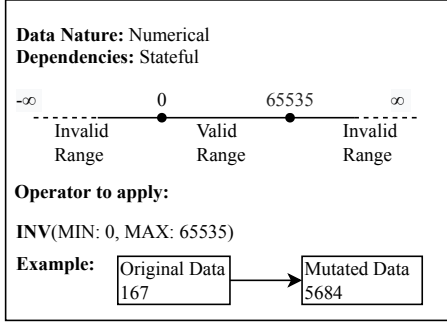 Data Nature: Numerical
Dependencies: Stateful
-∞ 0 65535 ∞
Invalid Range Valid Range Invalid Range
Operator to apply:
INV(MIN: 0, MAX: 65535)
Example:
Original Data
167
Mutated Data
5684